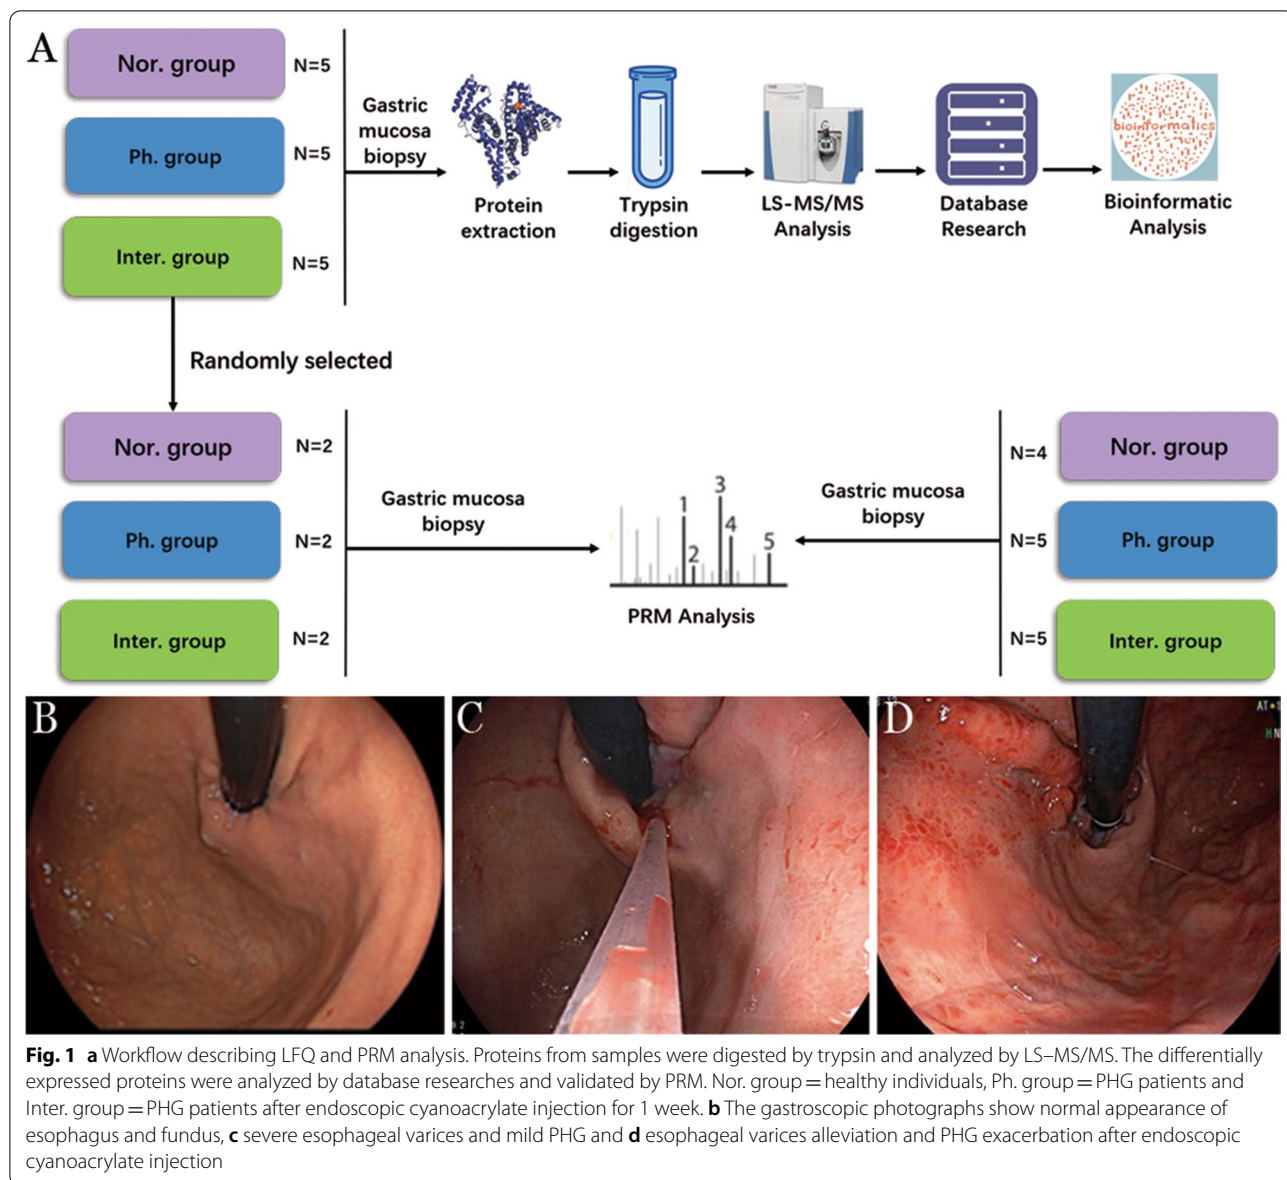 A
Nor. group
N=5
Ph. group
N=5
Inter. group
N=5
Gastric
mucosa
biopsy
Protein
extraction
Trypsin
digestion
LS-MS/MS
Analysis
Database
Research
bioinformatics
Bioinformatic
Analysis
Randomly selected
Nor. group
N=2
Ph. group
N=2
Inter. group
N=2
Gastric mucosa
biopsy
1
2
3
4
5
PRM Analysis
Gastric mucosa
biopsy
N=4
Nor. group
N=5
Ph. group
N=5
Inter. group
B
C
D
Fig. 1 a Workflow describing LFQ and PRM analysis. Proteins from samples were digested by trypsin and analyzed by LS–MS/MS. The differentially
expressed proteins were analyzed by database researches and validated by PRM. Nor. group = healthy individuals, Ph. group = PHG patients and
Inter. group = PHG patients after endoscopic cyanoacrylate injection for 1 week. b The gastroscopic photographs show normal appearance of
esophagus and fundus, c severe esophageal varices and mild PHG and d esophageal varices alleviation and PHG exacerbation after endoscopic
cyanoacrylate injection